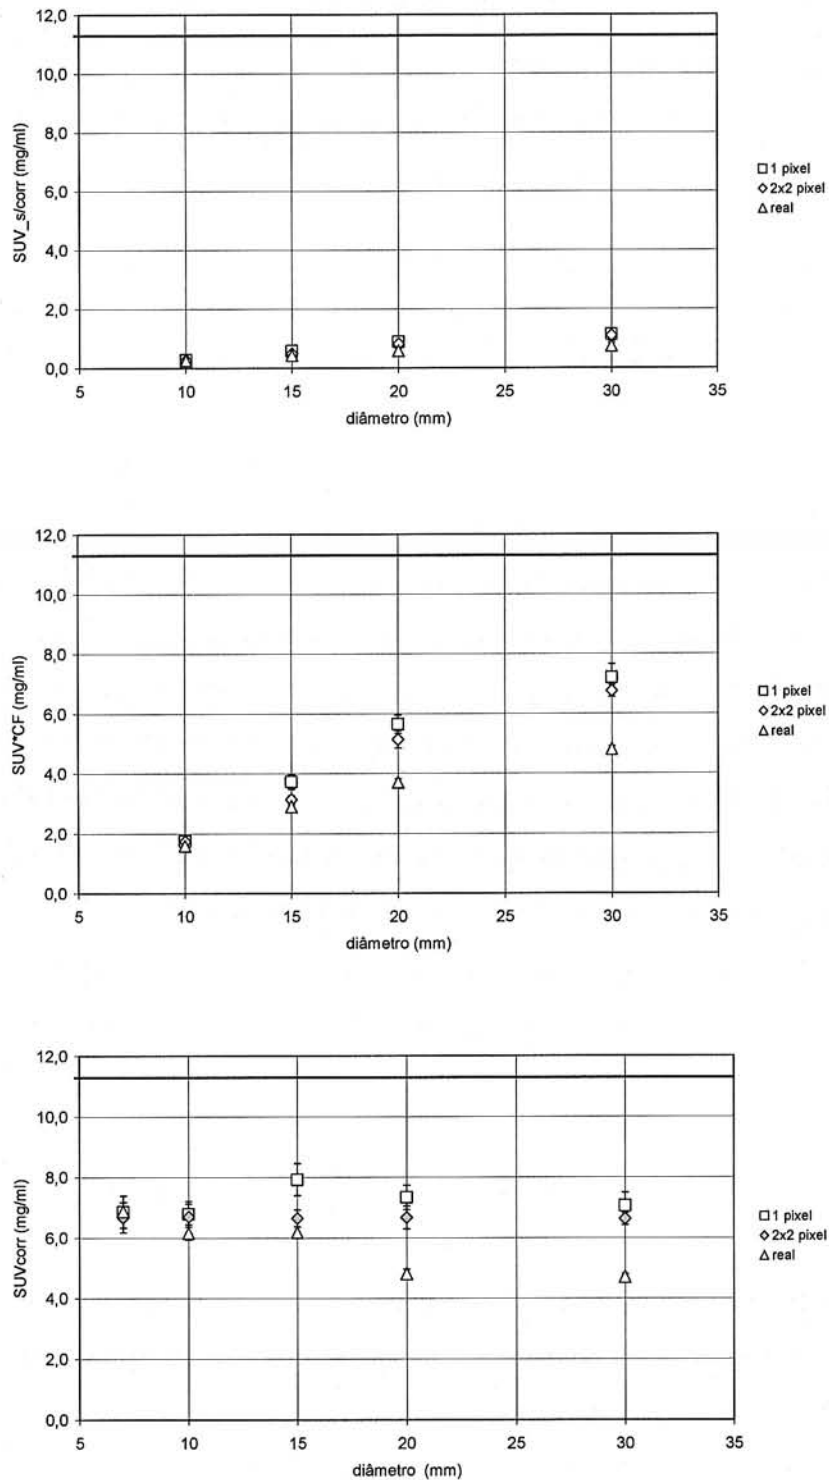 12,0
10,0
8,0
6,0
4,0
2,0
0,0
SUV_s/corr (mg/ml)
5 10 15 20 25 30 35
diâmetro (mm)
1 pixel
2x2 pixel
real
12,0
10,0
8,0
6,0
4,0
2,0
0,0
SUV*CF (mg/ml)
5 10 15 20 25 30 35
diâmetro (mm)
1 pixel
2x2 pixel
real
12,0
10,0
8,0
6,0
4,0
2,0
0,0
SUVcorr (mg/ml)
5 10 15 20 25 30 35
diâmetro (mm)
1 pixel
2x2 pixel
real